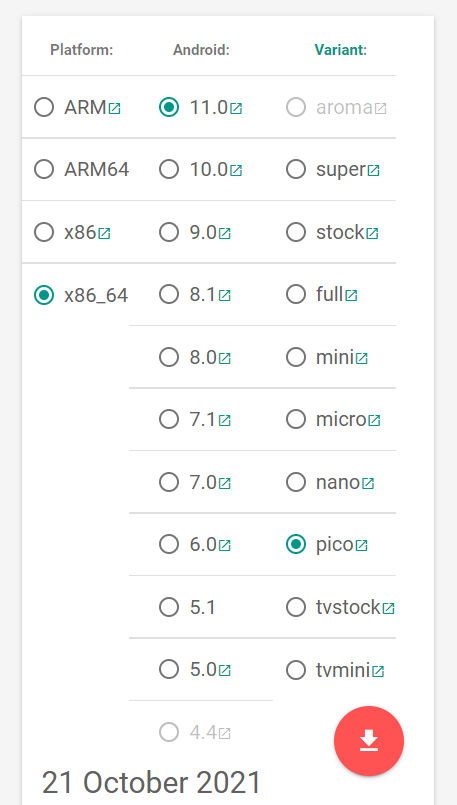 Platform: Android: Variant:
ARM 11.0 aroma
ARM64 10.0 super
x86 9.0 stock
x86_64 8.1 full
8.0 mini
7.1 micro
7.0 nano
6.0 pico
5.1 tvstock
5.0 tvmini
4.4
21 October 2021